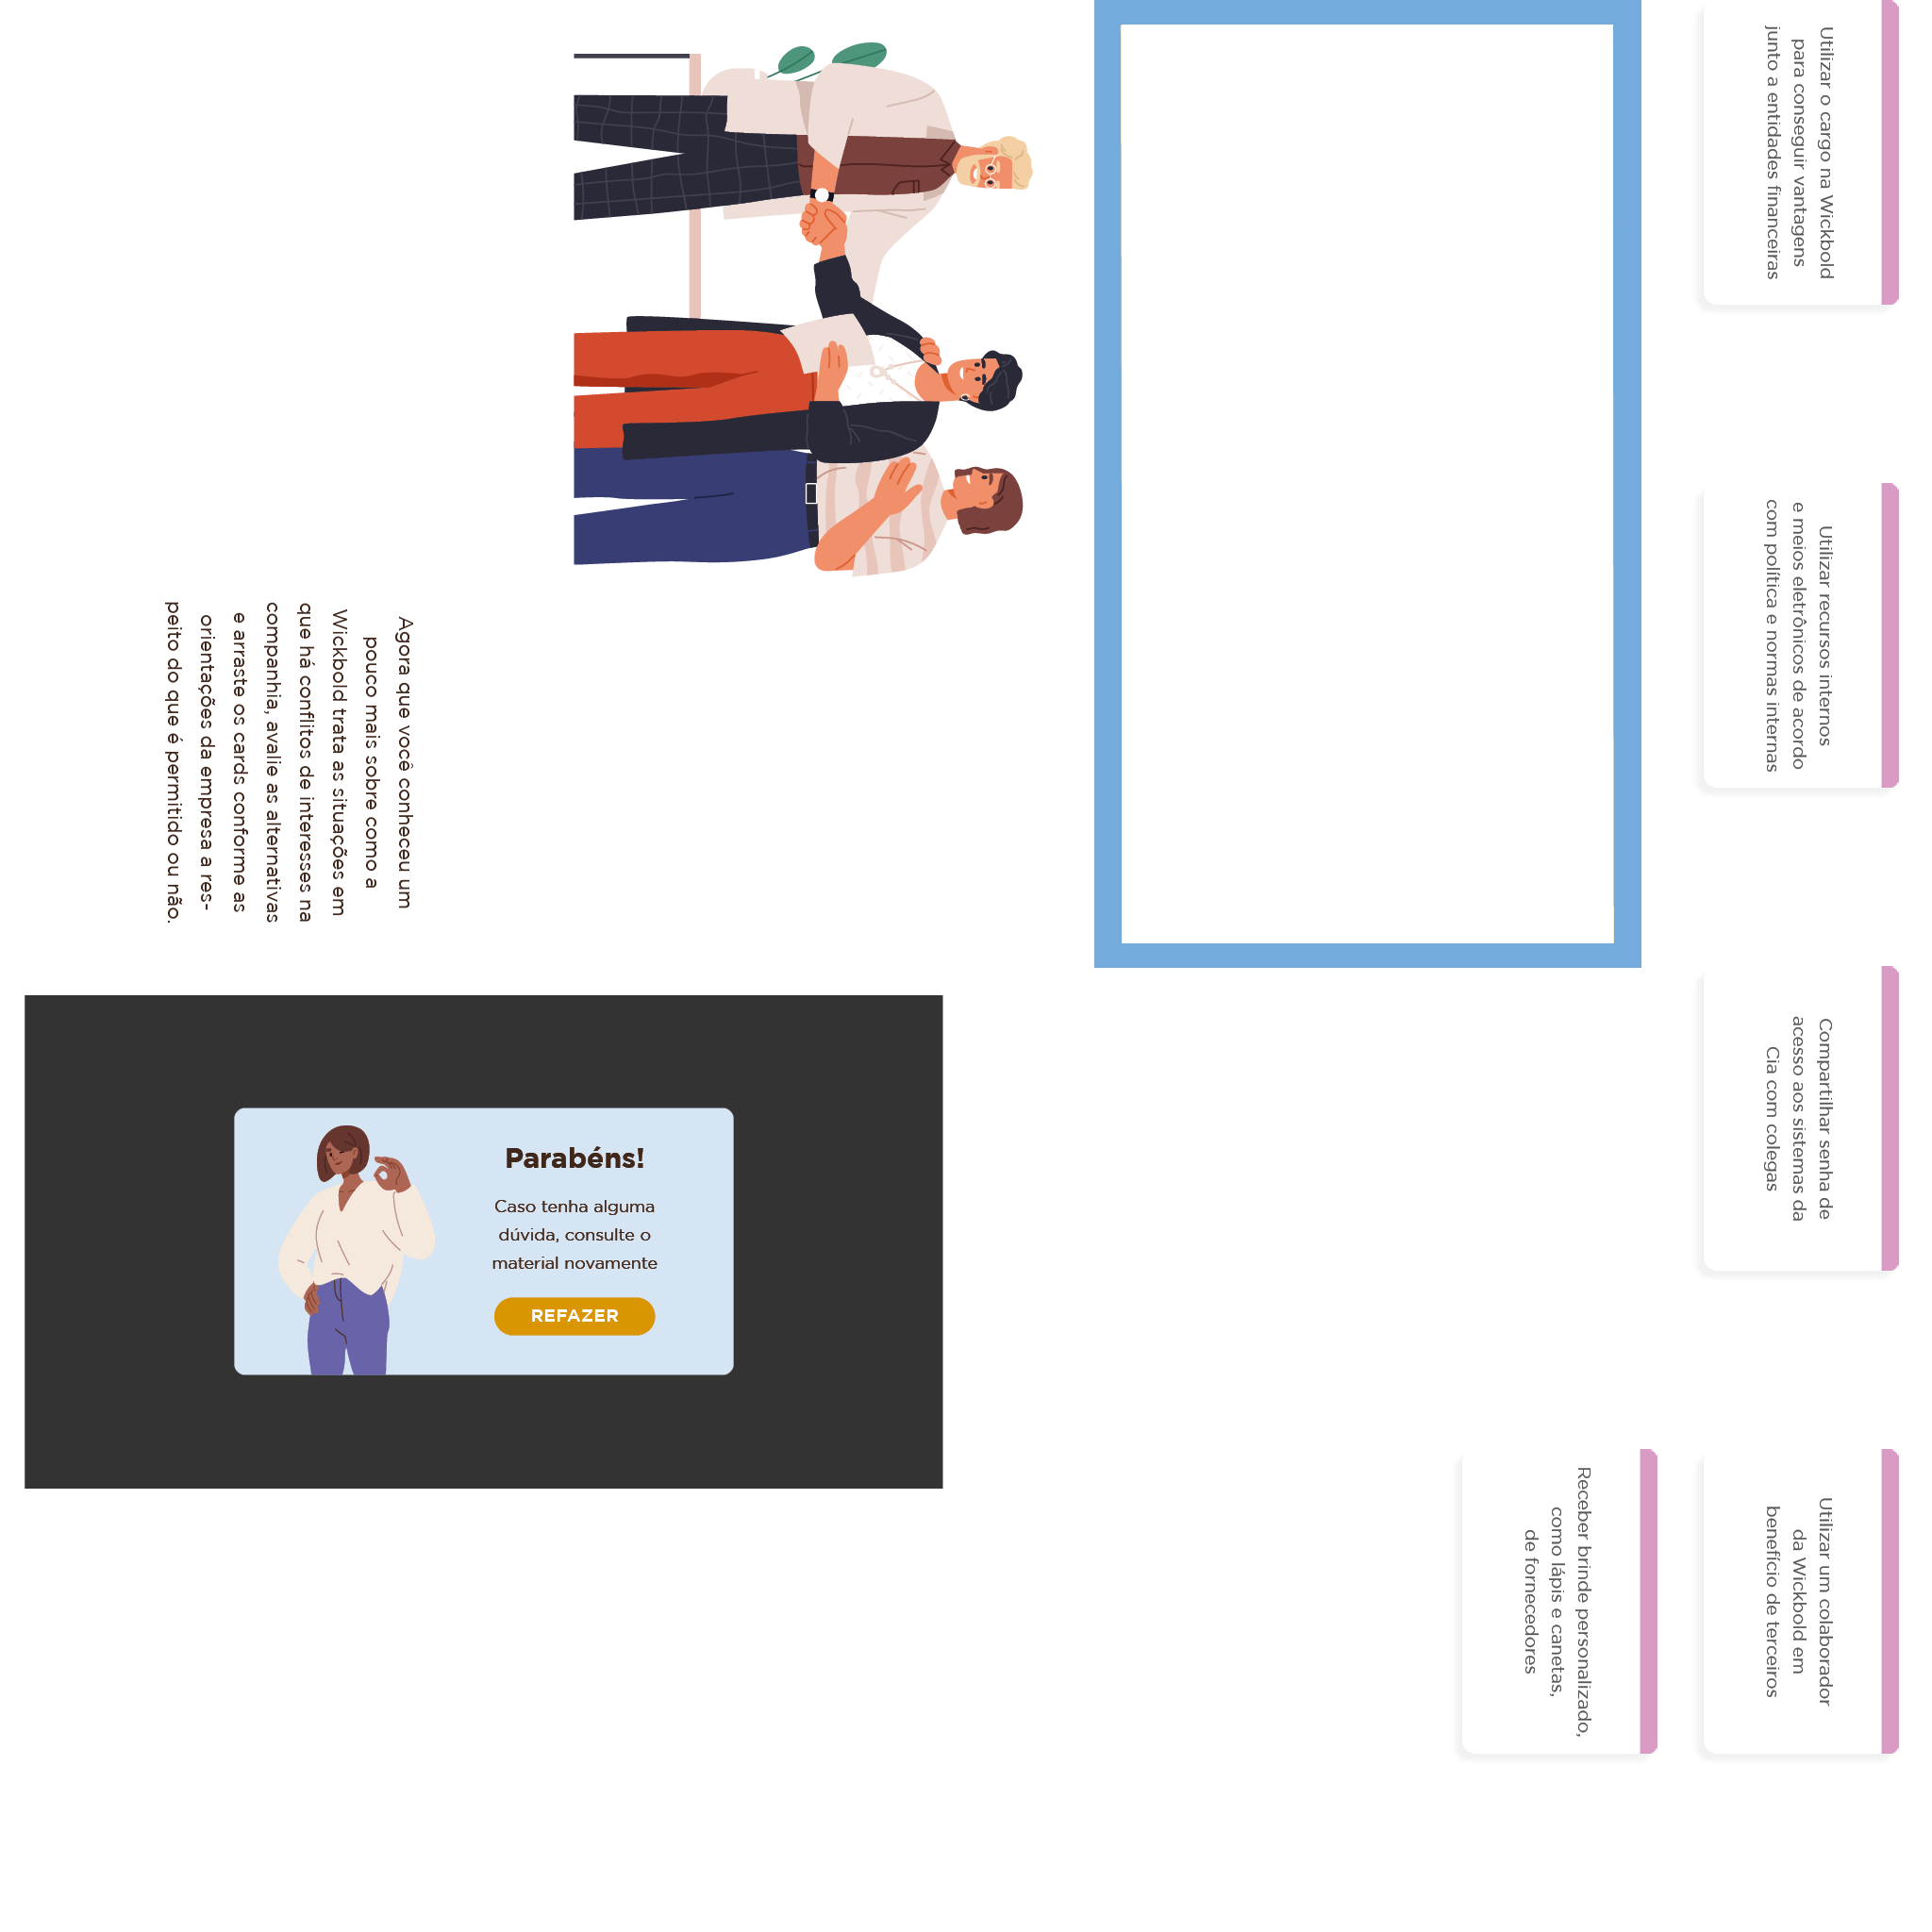 Utilizar o cargo na Wickbold
para conseguir vantagens
junto a entidades financeiras
Utilizar recursos internos
e meios eletrônicos de acordo
com política e normas internas
Agora que você conheceu um
pouco mais sobre como a
Wickbold trata as situações em
que há conflitos de interesses na
companhia, avalie as alternativas
e arraste os cards conforme as
orientações da empresa a res-
peito do que é permitido ou não.
Compartilhar senha de
acesso aos sistemas da
Cia com colegas
Parabéns!
Caso tenha alguma
dúvida, consulte o
material novamente
REFAZER
Utilizar um colaborador
da Wickbold em
benefício de terceiros
Receber brinde personalizado,
como lápis e canetas,
de fornecedores